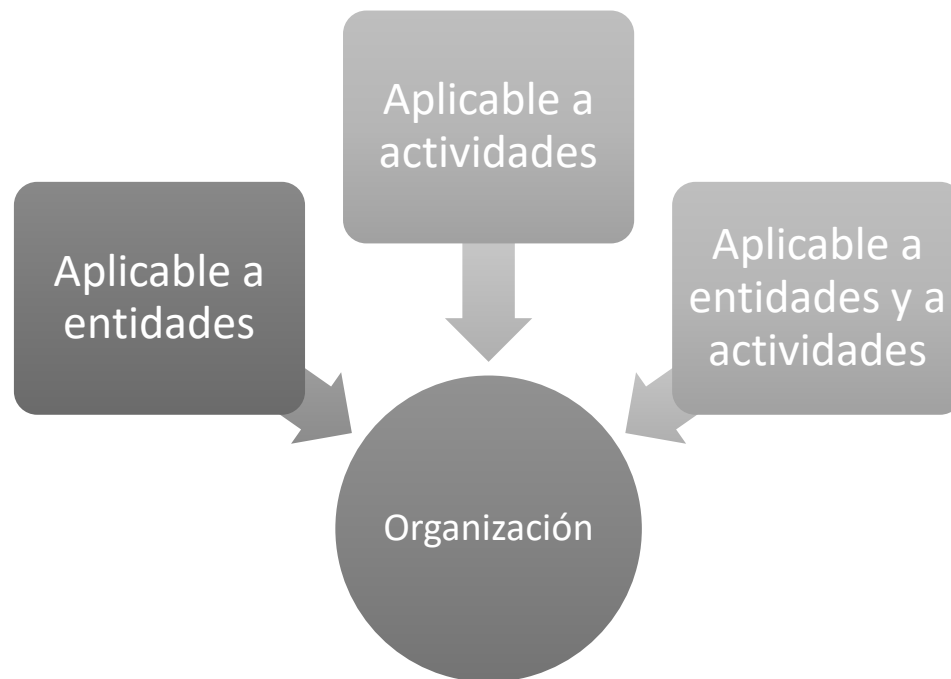 Aplicable a
actividades
Aplicable a
entidades
Aplicable a
entidades y a
actividades
Organización